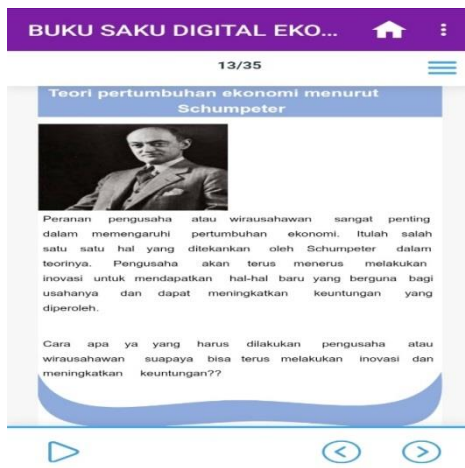 BUKU SAKU DIGITAL EKO...
13/35
Teori pertumbuhan ekonomi menurut
Schumpeter
Peranan pengusaha atau wirausahawan sangat penting
dalam memengaruhi pertumbuhan ekonomi. Itulah salah
satu satu hal yang ditekankan oleh Schumpeter dalam
teorinya. Pengusaha akan terus menerus melakukan
inovasi untuk mendapatkan hal-hal baru yang berguna bagi
usahanya dan dapat meningkatkan keuntungan yang
diperoleh.
Cara apa ya yang harus dilakukan pengusaha atau
wirausahawan suapaya bisa terus melakukan inovasi dan
meningkatkan keuntungan??